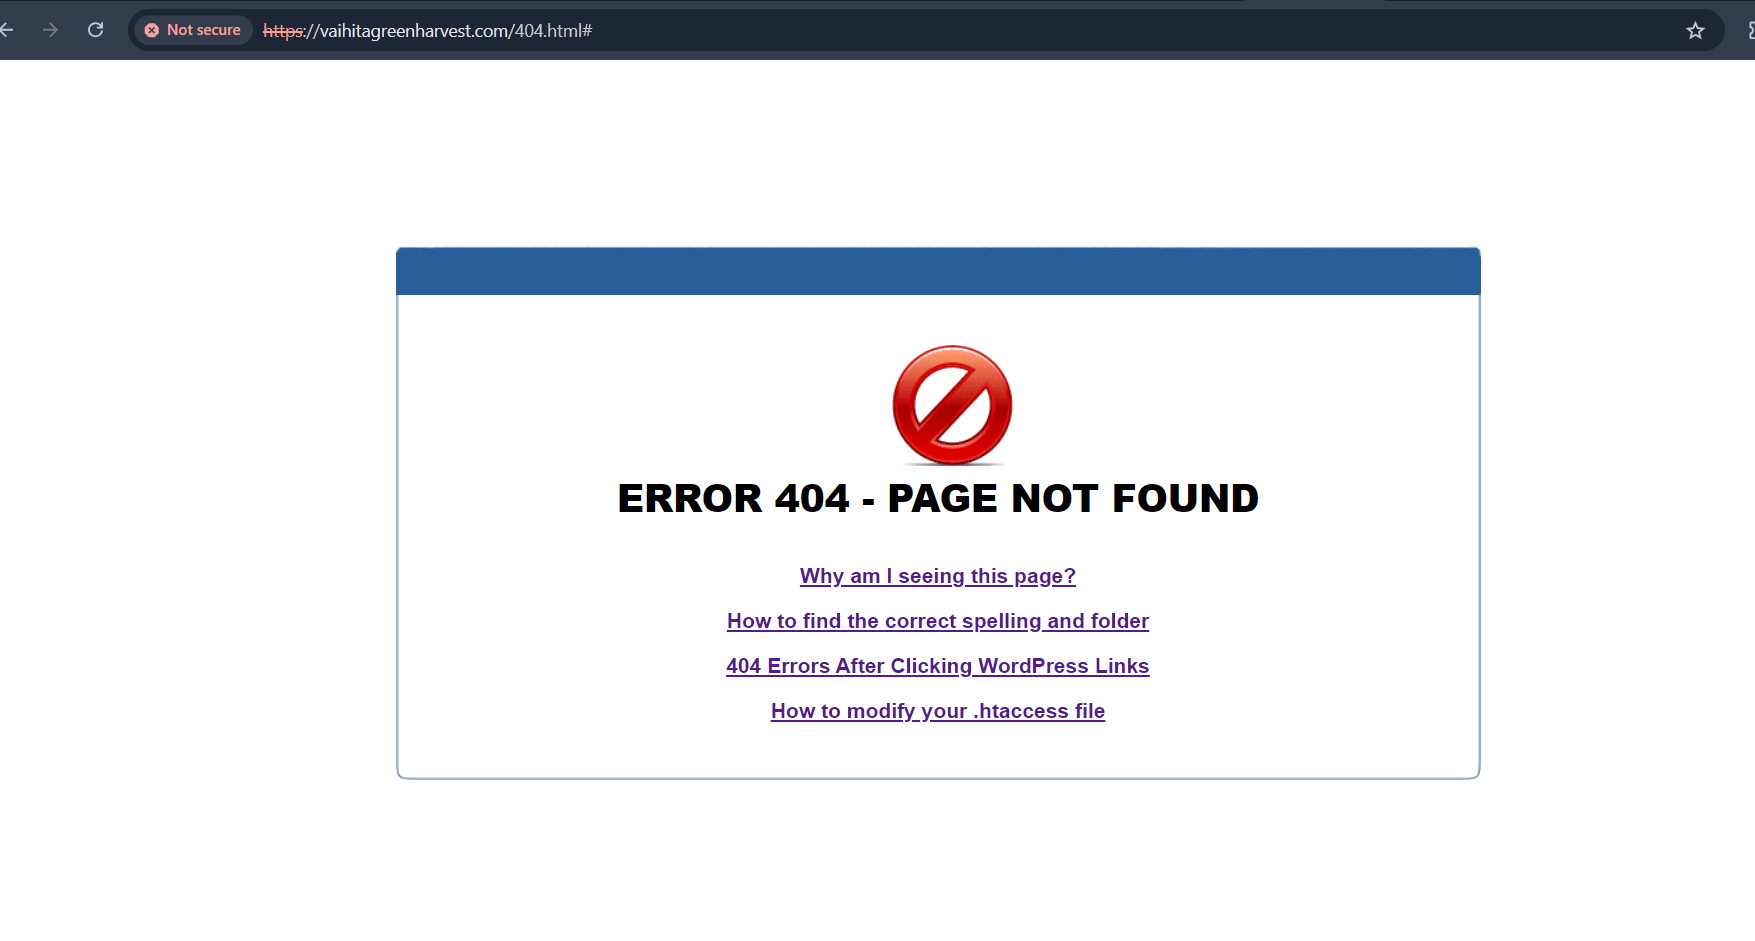 Not secure https://vaihitagreenharvest.com/404.html#
ERROR 404 - PAGE NOT FOUND
Why am I seeing this page?
How to find the correct spelling and folder
404 Errors After Clicking WordPress Links
How to modify your .htaccess file